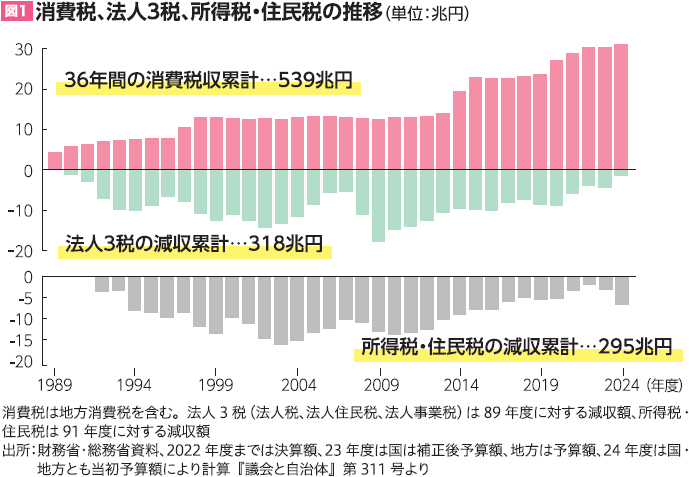 図1 消費税、法人3税、所得税・住民税の推移(単位:兆円)
30
36年間の消費税収累計…539兆円
20
10
0
-10
法人3税の減収累計…318兆円
-20
0
-5
-10
-15
所得税・住民税の減収累計…295兆円
-20
1989 1994 1999 2004 2009 2014 2019 2024 (年度)
消費税は地方消費税を含む。法人3税(法人税、法人住民税、法人事業税)は89年度に対する減収額、所得税・
住民税は91年度に対する減収額
出所:財務省・総務省資料、2022年度までは決算額、23年度は国は補正後予算額、地方は予算額、24年度は国・
地方とも当初予算額により計算『議会と自治体』第311号より